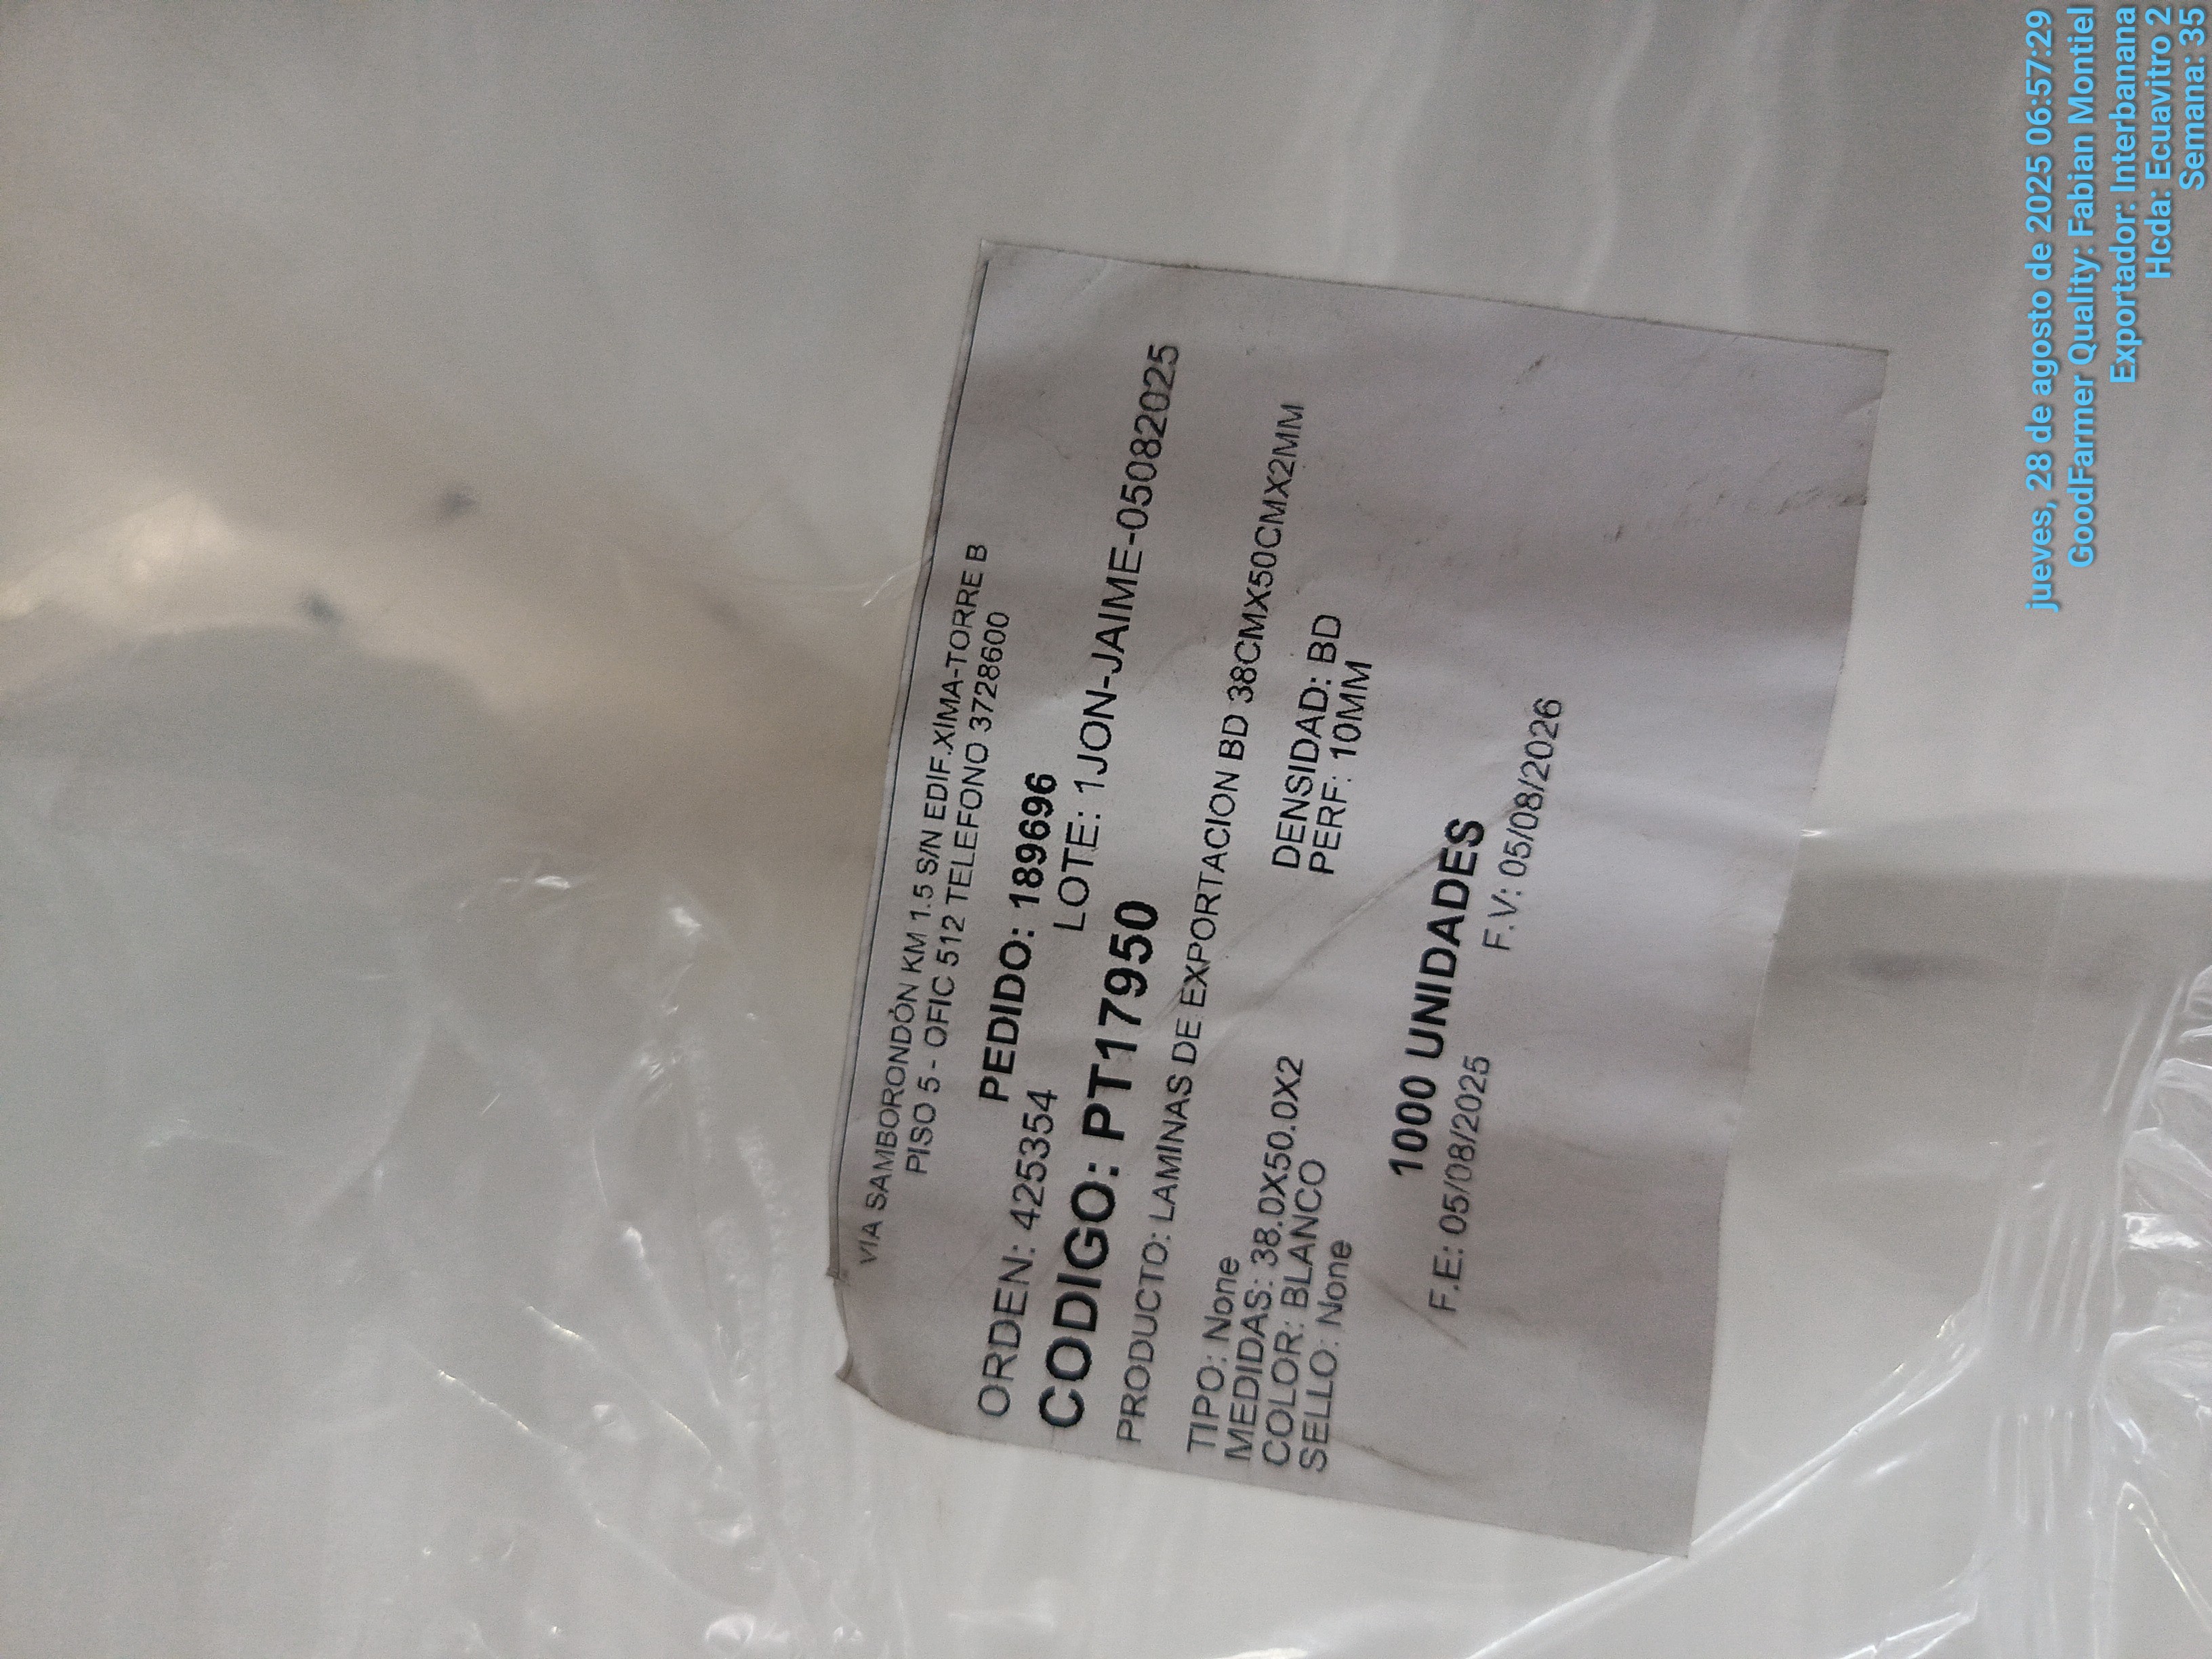 VÍA SAMBORONDÓN KM 1.5 S/N EDIF.XIMA-TORRE B
PISO 5 - OFIC 512 TELEFONO 3728600
PEDIDO: 189696
ORDEN: 425354
LOTE: 1JON-JAIME-05082025
CODIGO: PT17950
PRODUCTO: LAMINAS DE EXPORTACION BD 38CMX50CMX2MM
TIPO: None
MEDIDAS: 38.0X50.0X2
DENSIDAD: BD
COLOR: BLANCO
PERF: 10MM
SELLO: None
1000 UNIDADES
F.E: 05/08/2025
F.V: 05/08/2026
jueves, 28 de agosto de 2025 06:57:29
GoodFarmer Quality: Fabian Montiel
Exportador: Interbanana
Hcda: Ecuavitro 2
Semana: 35